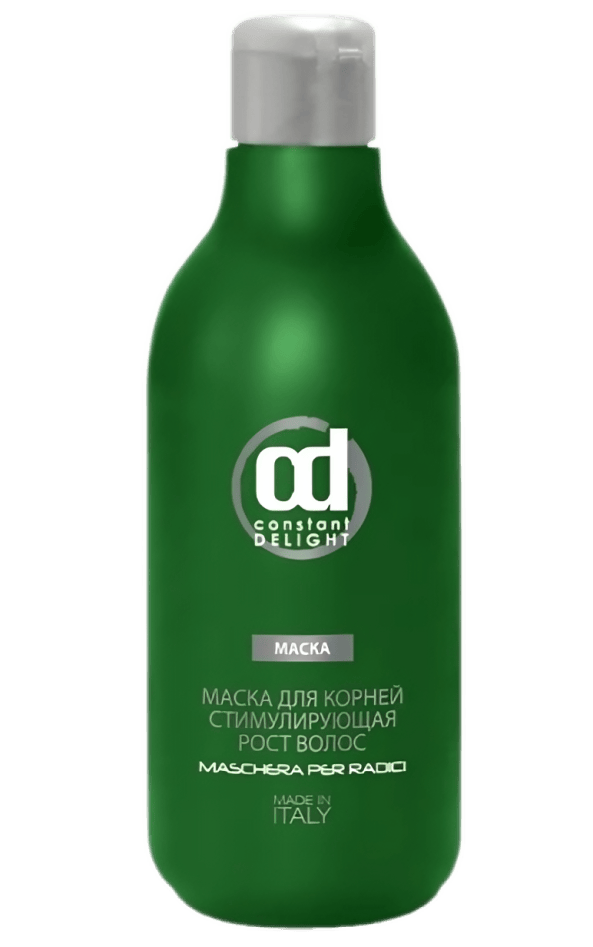 cd
constant
DELIGHT
МАСКА
МАСКА ДЛЯ КОРНЕЙ
СТИМУЛИРУЮЩАЯ
РОСТ ВОЛОС
MASCHERA PER RADICI
MADE IN
ITALY